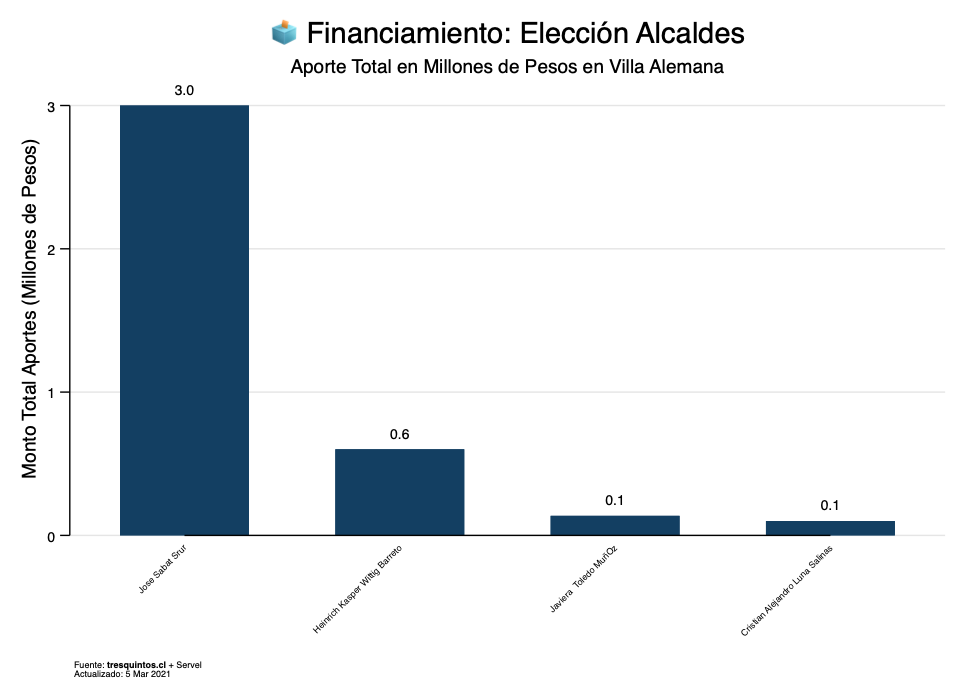 Financiamiento: Elección Alcaldes
Aporte Total en Millones de Pesos en Villa Alemana
Monto Total Aportes (Millones de Pesos)
3
2
1
0
3.0
0.6
0.1
0.1
Jose Sabat Srur
Heinrich Kasper Wittig Barreto
Javiera Toledo MuñOz
Cristian Alejandro Luna Salinas
Fuente: tresquintos.cl + Servel
Actualizado: 5 Mar 2021